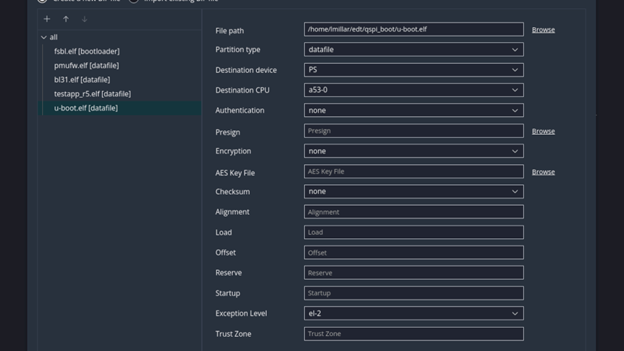 all
fsbl.elf [bootloader]
pmufw.elf [datafile]
bl31.elf [datafile]
testapp_r5.elf [datafile]
u-boot.elf [datafile]
File path /home/lmillar/edt/qspi_boot/u-boot.elf Browse
Partition type datafile
Destination device PS
Destination CPU a53-0
Authentication none
Presign Presign Browse
Encryption none
AES Key File AES Key File Browse
Checksum none
Alignment Alignment
Load Load
Offset Offset
Reserve Reserve
Startup Startup
Exception Level el-2
Trust Zone Trust Zone